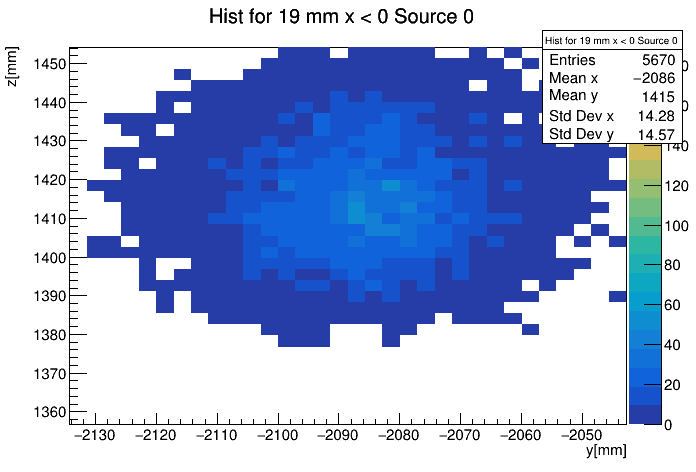 Hist for 19 mm x < 0 Source 0
Hist for 19 mm x < 0 Source 0
Entries 5670
Mean x −2086
Mean y 1415
Std Dev x 14.28
Std Dev y 14.57
z[mm]
1450
1440
1430
1420
1410
1400
1390
1380
1370
1360
−2130 −2120 −2110 −2100 −2090 −2080 −2070 −2060 −2050
y[mm]
140
120
100
80
60
40
20
0